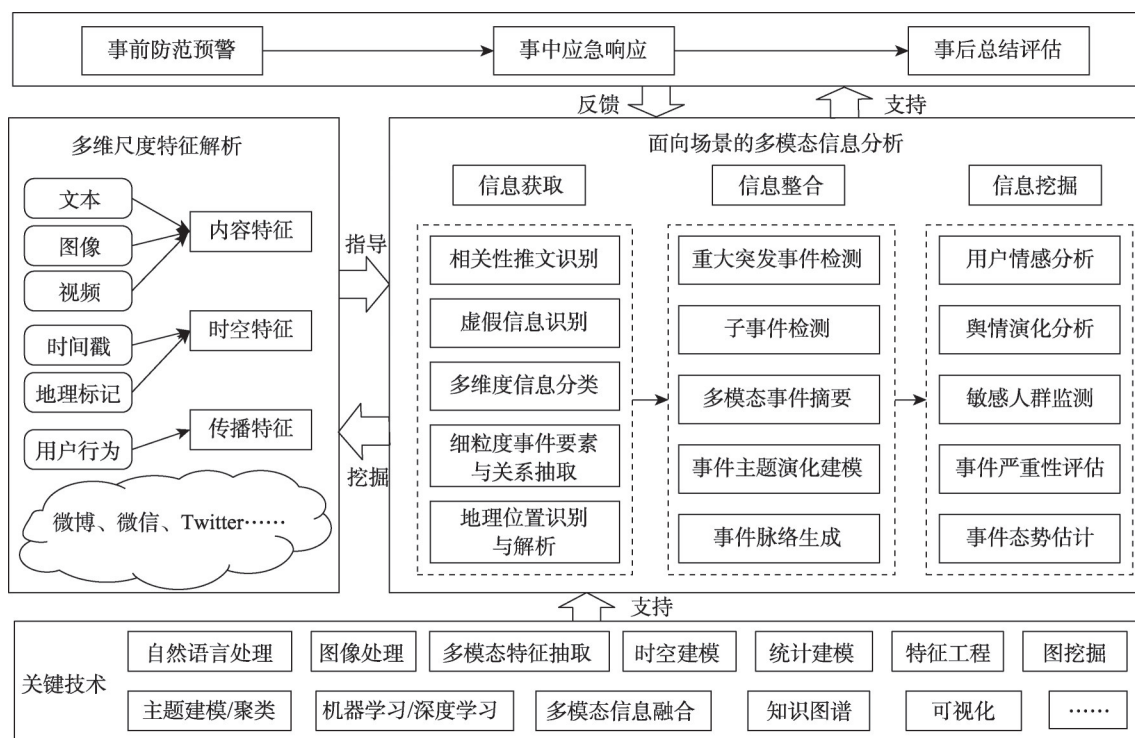 事前防范预警
事中应急响应
事后总结评估
反馈
支持
多维尺度特征解析
文本
图像
视频
时间戳
地理标记
用户行为
内容特征
时空特征
传播特征
微博、微信、Twitter……
指导
挖掘
面向场景的多模态信息分析
信息获取
相关性推文识别
虚假信息识别
多维度信息分类
细粒度事件要素
与关系抽取
地理位置识别
与解析
信息整合
重大突发事件检测
子事件检测
多模态事件摘要
事件主题演化建模
事件脉络生成
信息挖掘
用户情感分析
舆情演化分析
敏感人群监测
事件严重性评估
事件态势估计
支持
关键技术
自然语言处理
图像处理
多模态特征抽取
时空建模
统计建模
特征工程
图挖掘
主题建模/聚类
机器学习/深度学习
多模态信息融合
知识图谱
可视化
……